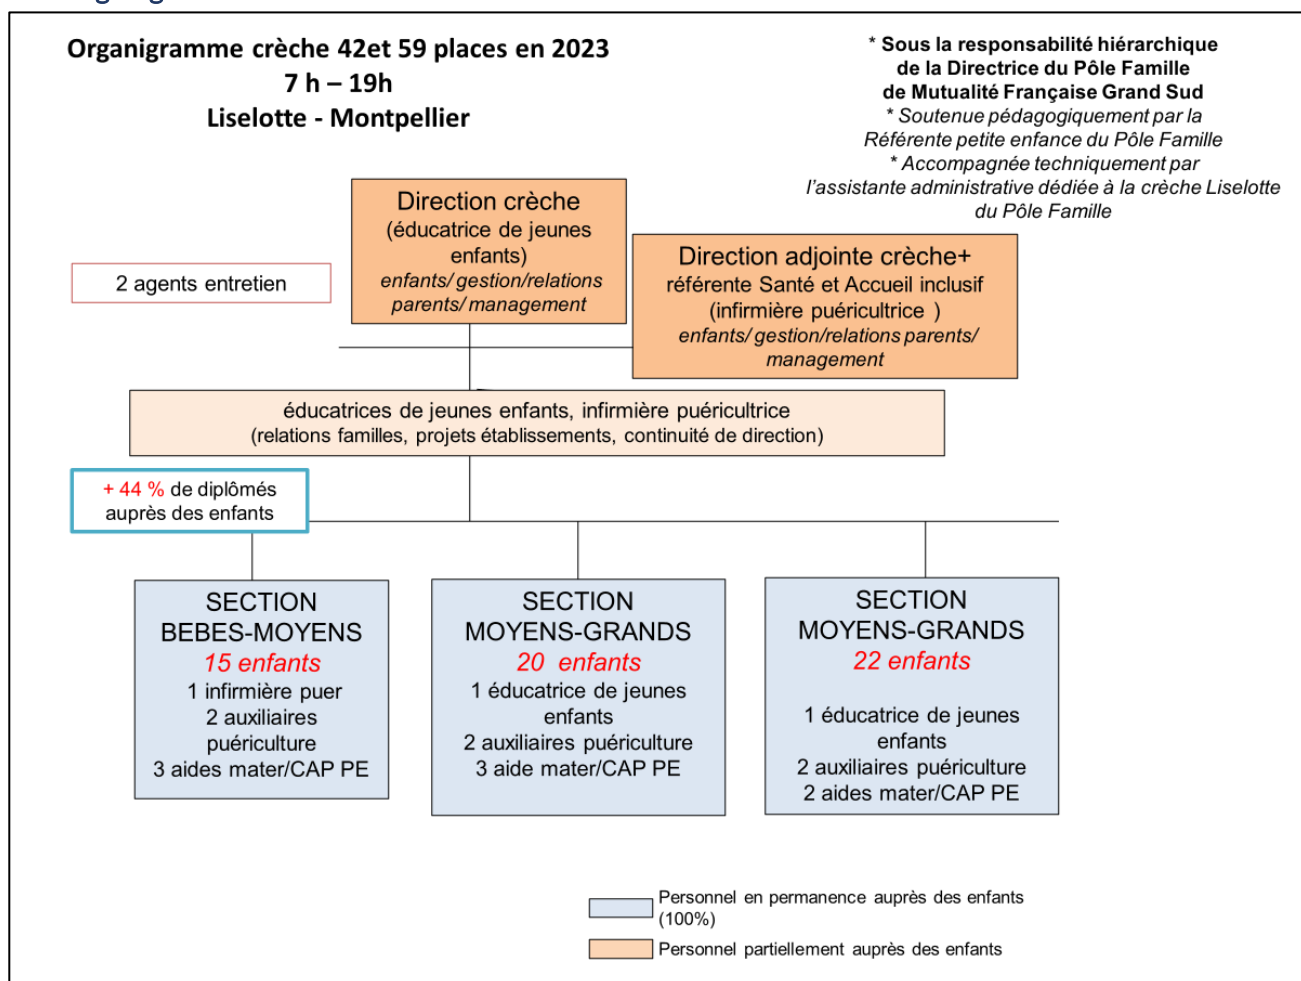 Organigramme crèche 42et 59 places en 2023
7 h – 19h
Liselotte - Montpellier
* Sous la responsabilité hiérarchique
de la Directrice du Pôle Famille
de Mutualité Française Grand Sud
* Soutenue pédagogiquement par la
Référente petite enfance du Pôle Famille
* Accompagnée techniquement par
l'assistante administrative dédiée à la crèche Liselotte
du Pôle Famille
Direction crèche
(éducatrice de jeunes
enfants)
enfants/ gestion/relations
parents/ management
Direction adjointe crèche+
référente Santé et Accueil inclusif
(infirmière puéricultrice )
enfants/ gestion/relations parents/
management
2 agents entretien
éducatrices de jeunes enfants, infirmière puéricultrice
(relations familles, projets établissements, continuité de direction)
+ 44 % de diplômés
auprès des enfants
SECTION
BEBES-MOYENS
15 enfants
1 infirmière puer
2 auxiliaires
puériculture
3 aides mater/CAP PE
SECTION
MOYENS-GRANDS
20 enfants
1 éducatrice de jeunes
enfants
2 auxiliaires puériculture
3 aide mater/CAP PE
SECTION
MOYENS-GRANDS
22 enfants
1 éducatrice de jeunes
enfants
2 auxiliaires puériculture
2 aides mater/CAP PE
Personnel en permanence auprès des enfants
(100%)
Personnel partiellement auprès des enfants